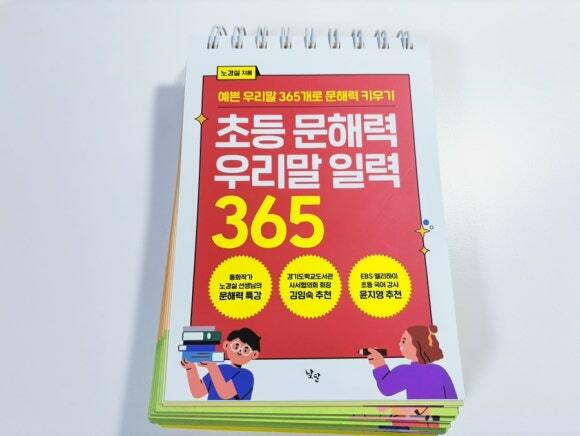 노경실 지음
예쁜 우리말 365개로 문해력 키우기
초등 문해력
우리말 일력
365
동화작가
노경실 선생님의
문해력 특강
경기도학교도서관
사서협의회 회장
김임숙 추천
EBS·엘리하이
초등 국어 강사
윤지영 추천
낮달